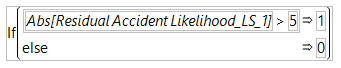 If Abs[Residual Accident Likelihood_LS_1] > 5 ⇒ 1
else ⇒ 0